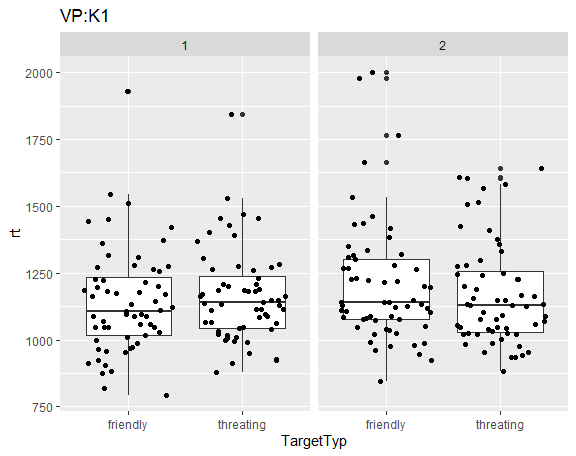 VP:K1
1 2
2000
1750
1500
1250
1000
750
rt
friendly threating friendly threating
TargetTyp